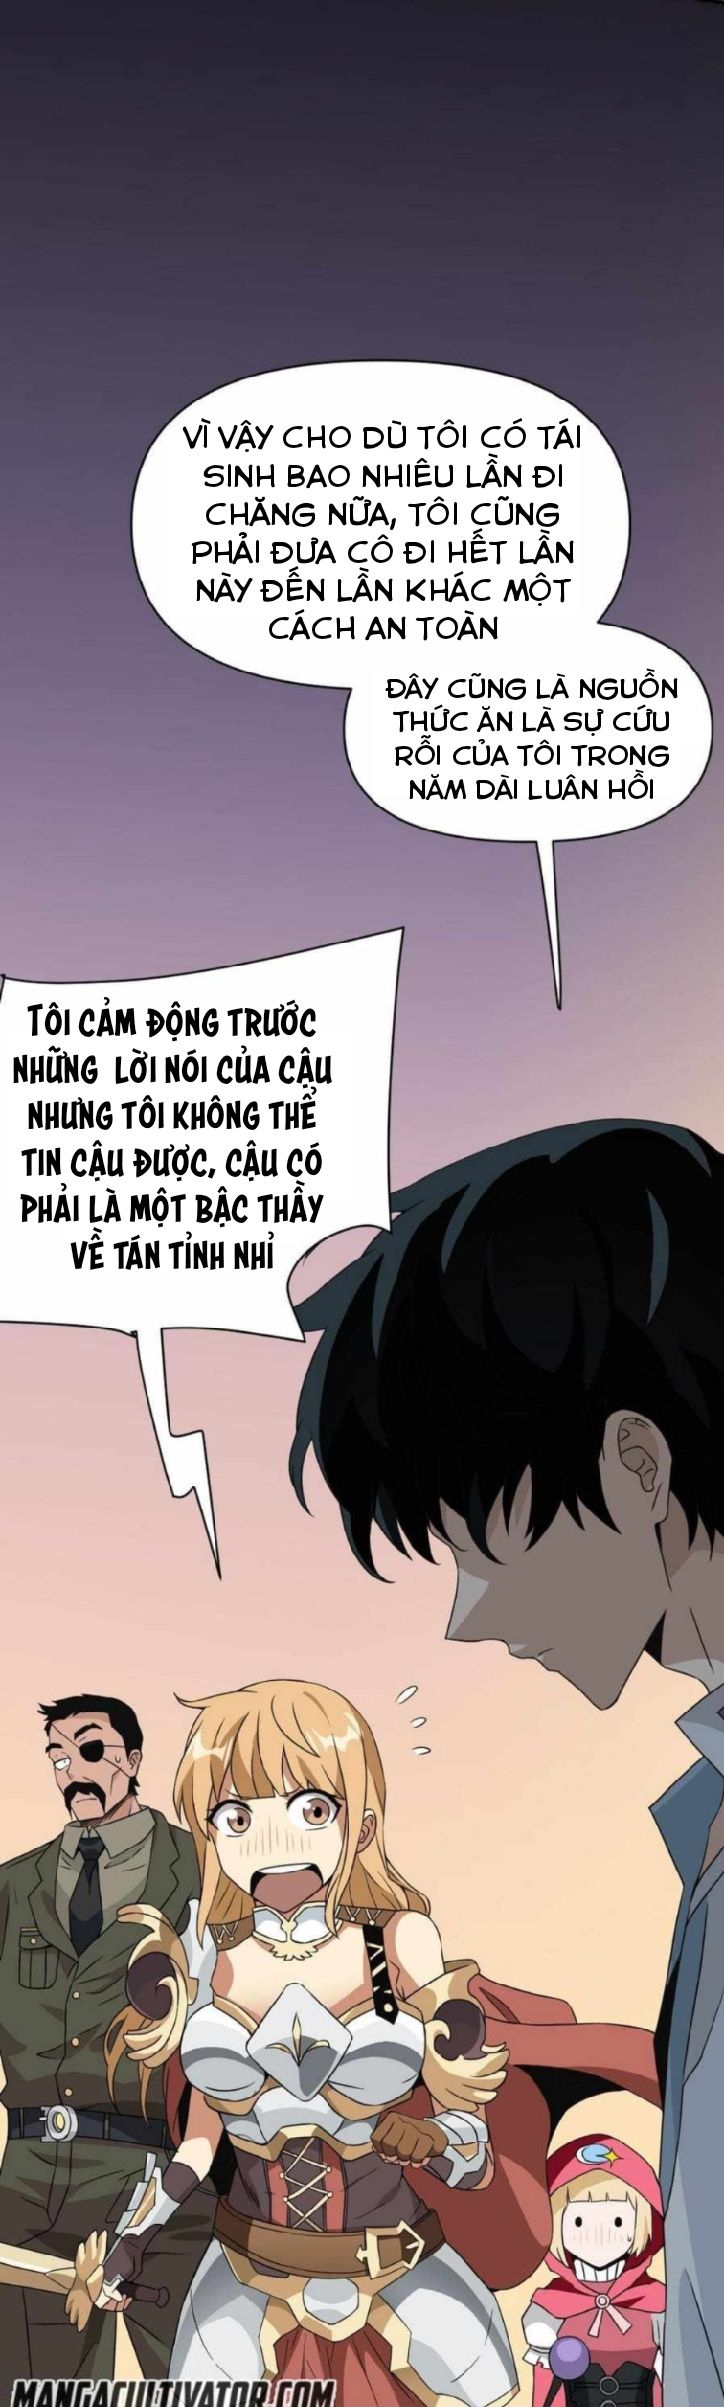 VÌ VẬY CHO DÙ TÔI CÓ TÁI
SINH BAO NHIÊU LẦN ĐI
CHĂNG NỮA, TÔI CŨNG
PHẢI ĐƯA CÔ ĐI HẾT LẦN
NÀY ĐẾN LẦN KHÁC MỘT
CÁCH AN TOÀN
ĐÂY CŨNG LÀ NGUỒN
THỨC ĂN LÀ SỰ CỨU
RỖI CỦA TÔI TRONG
NĂM DÀI LUÂN HỒI
TÔI CẢM ĐỘNG TRƯỚC
NHỮNG LỜI NÓI CỦA CẬU
NHƯNG TÔI KHÔNG THỂ
TIN CẬU ĐƯỢC, CẬU CÓ
PHẢI LÀ MỘT BẬC THẦY
VỀ TÁN TỈNH NHỈ
MANGACULTIVATOR.COM